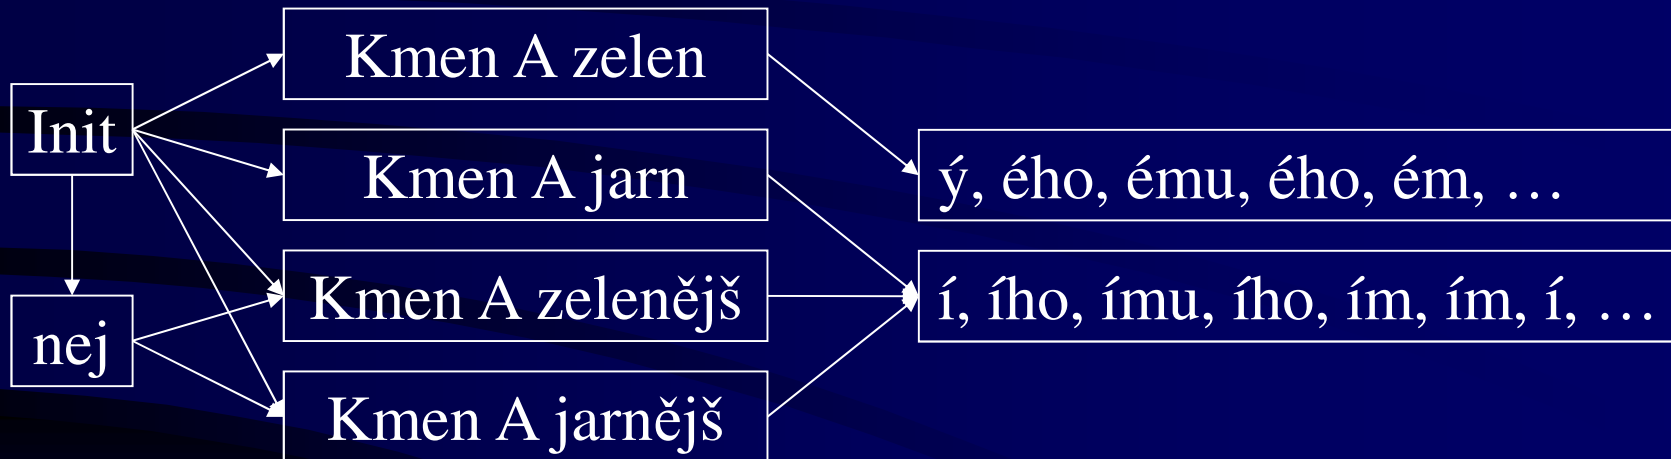 Init
nej
Kmen A zelen
Kmen A jarn
Kmen A zelenějš
Kmen A jarnějš
ý, ého, ému, ého, ém, …
í, ího, ímu, ího, ím, ím, í, …